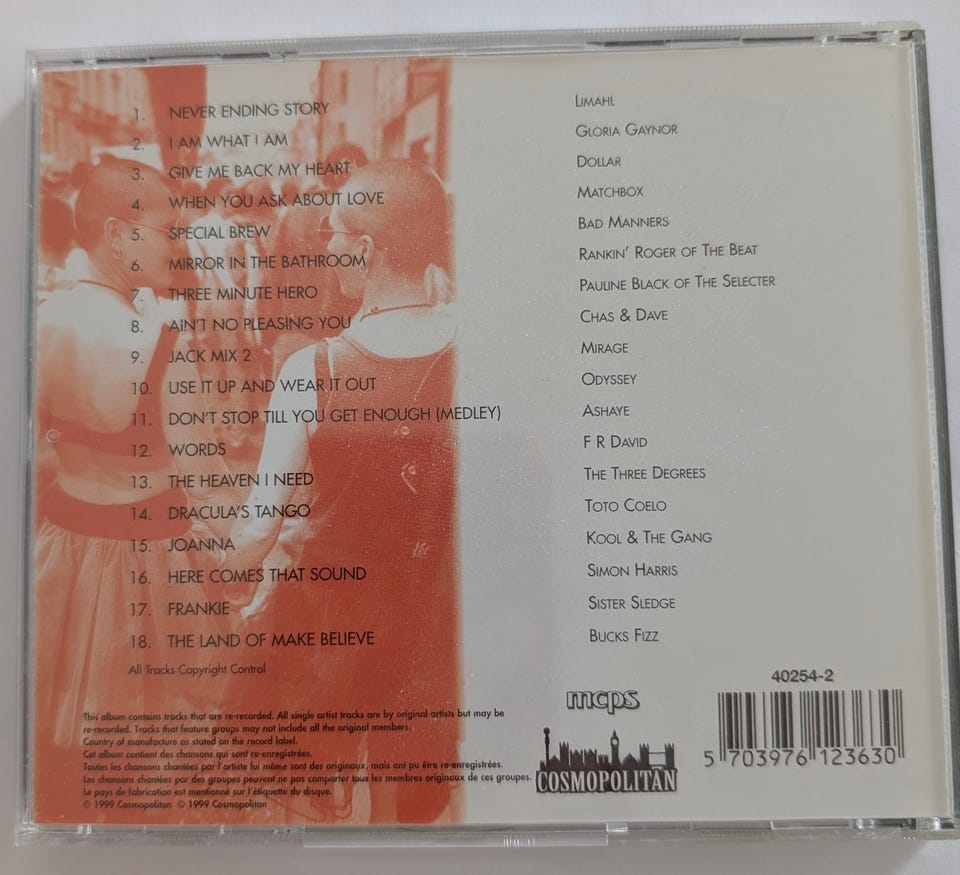 1. NEVER ENDING STORY LIMAHL
2. I AM WHAT I AM GLORIA GAYNOR
3. GIVE ME BACK MY HEART DOLLAR
4. WHEN YOU ASK ABOUT LOVE MATCHBOX
5. SPECIAL BREW BAD MANNERS
6. MIRROR IN THE BATHROOM RANKIN' ROGER OF THE BEAT
7. THREE MINUTE HERO PAULINE BLACK OF THE SELECTER
8. AIN'T NO PLEASING YOU CHAS & DAVE
9. JACK MIX 2 MIRAGE
10. USE IT UP AND WEAR IT OUT ODYSSEY
11. DON'T STOP TILL YOU GET ENOUGH (MEDLEY) ASHAYE
12. WORDS F R DAVID
13. THE HEAVEN I NEED THE THREE DEGREES
14. DRACULA'S TANGO TOTO COELO
15. JOANNA KOOL & THE GANG
16. HERE COMES THAT SOUND SIMON HARRIS
17. FRANKIE SISTER SLEDGE
18. THE LAND OF MAKE BELIEVE BUCKS FIZZ
All Tracks Copyright Control
This album contains tracks that are re-recorded. All single artist tracks are by original artists but may be
re-recorded. Tracks that feature groups may not include all the original members.
Country of manufacture as stated on the record label.
Cet album contient des chansons qui sont re-enregistrées.
Toutes les chansons chantées par l'artiste lui même sont des originaux, mais ont pu être re-enregistrées.
Les chansons chantées par des groupes peuvent ne pas comporter tous les membres originaux de ces groupes.
Le pays de fabrication est mentionné sur l'étiquette du disque.
℗ 1999 Cosmopolitan © 1999 Cosmopolitan
mcps
COSMOPOLITAN
40254-2
5 703976 123630